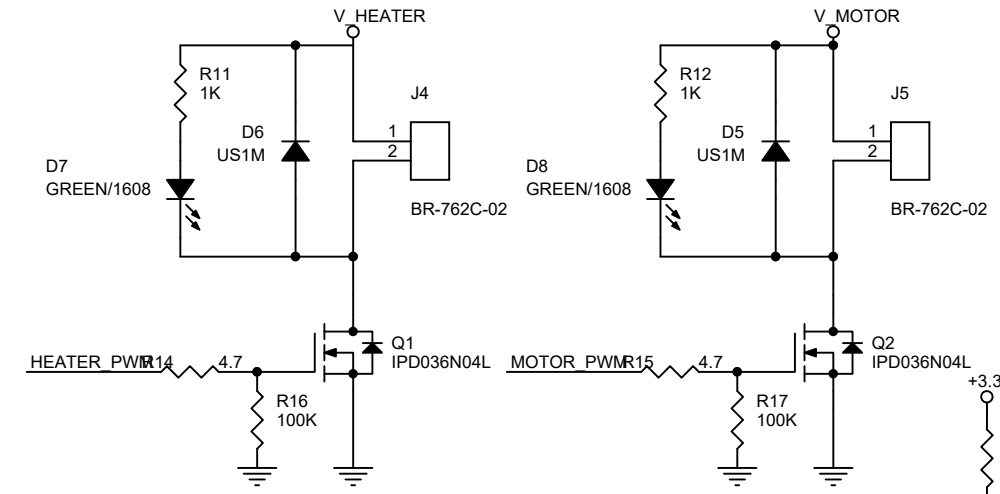 V_HEATER
R11
1K
J4
D6
US1M
1
2
D7
GREEN/1608
BR-762C-02
Q1
IPD036N04L
HEATER_PWM
R14
4.7
R16
100K
V_MOTOR
R12
1K
J5
D5
US1M
1
2
D8
GREEN/1608
BR-762C-02
Q2
IPD036N04L
MOTOR_PWM
R15
4.7
R17
100K
+3.3